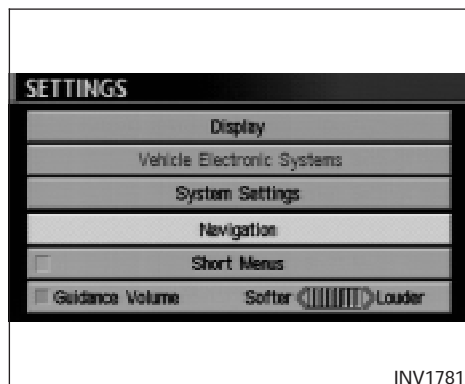 SETTINGS
Display
Vehicle Electronic Systems
System Settings
Navigation
Short Menus
Guidance Volume Softer Louder
INV1781